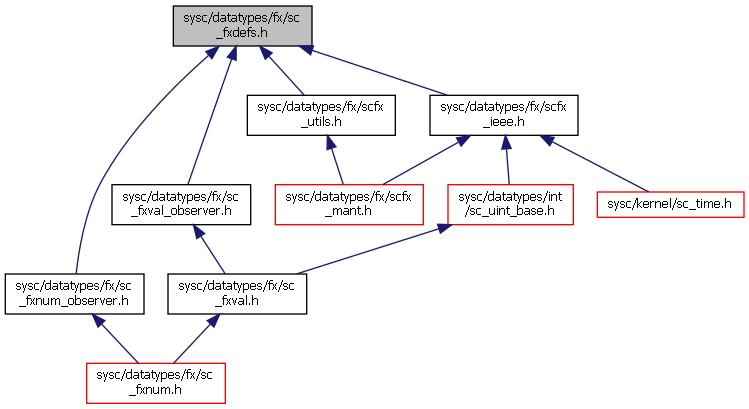 sysc/datatypes/fx/sc
_fxdefs.h
sysc/datatypes/fx/scfx
_utils.h
sysc/datatypes/fx/scfx
_ieee.h
sysc/datatypes/fx/sc
_fxval_observer.h
sysc/datatypes/fx/scfx
_mant.h
sysc/datatypes/int
/sc_uint_base.h
sysc/kernel/sc_time.h
sysc/datatypes/fx/sc
_fxnum_observer.h
sysc/datatypes/fx/sc
_fxval.h
sysc/datatypes/fx/sc
_fxnum.h